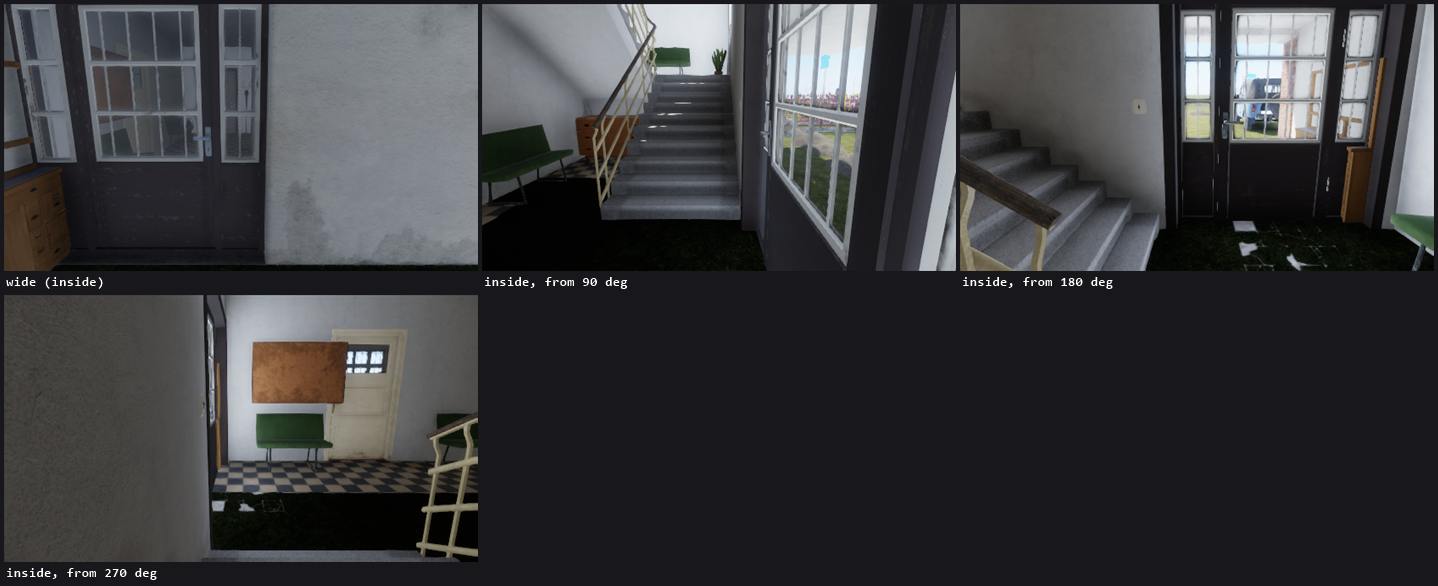 wide (inside)
inside, from 90 deg
inside, from 180 deg
inside, from 270 deg